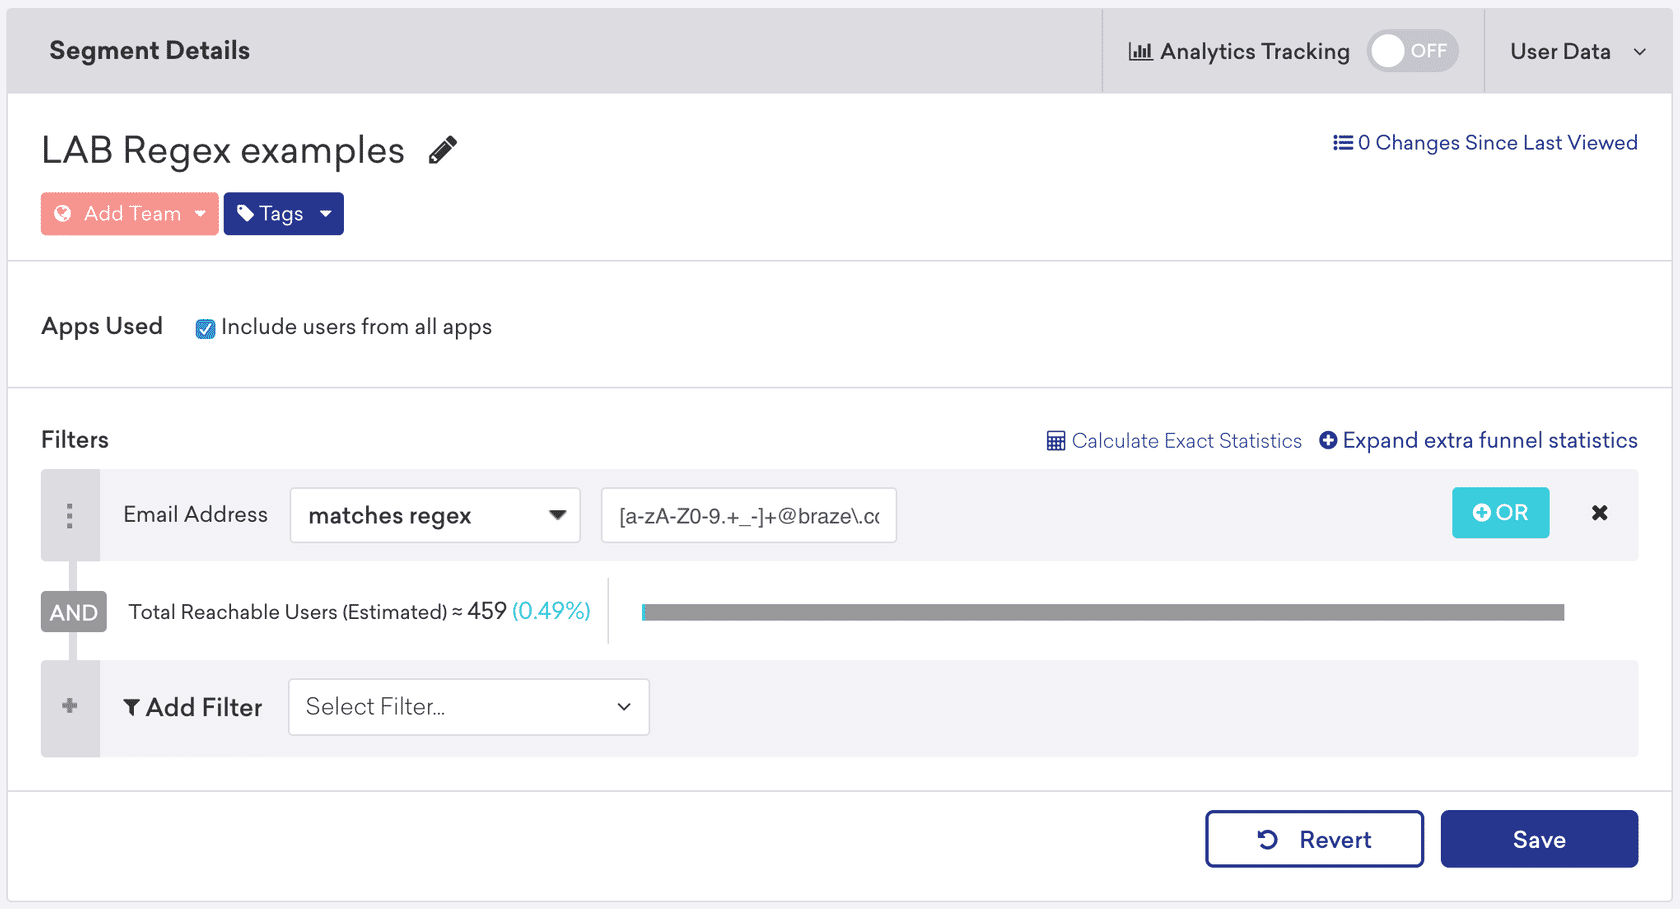 Segment Details
Analytics Tracking OFF User Data
LAB Regex examples
0 Changes Since Last Viewed
Add Team Tags
Apps Used Include users from all apps
Filters Calculate Exact Statistics Expand extra funnel statistics
Email Address matches regex [a-zA-Z0-9.+_-]+@braze\.co OR
AND Total Reachable Users (Estimated) ≈ 459 (0.49%)
Add Filter Select Filter...
Revert Save